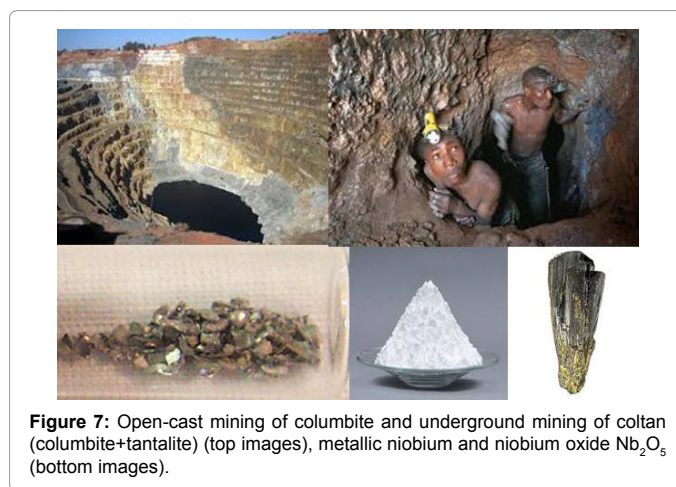 Figure 7: Open-cast mining of columbite and underground mining of coltan
(columbite+tantalite) (top images), metallic niobium and niobium oxide Nb₂O₅
(bottom images).